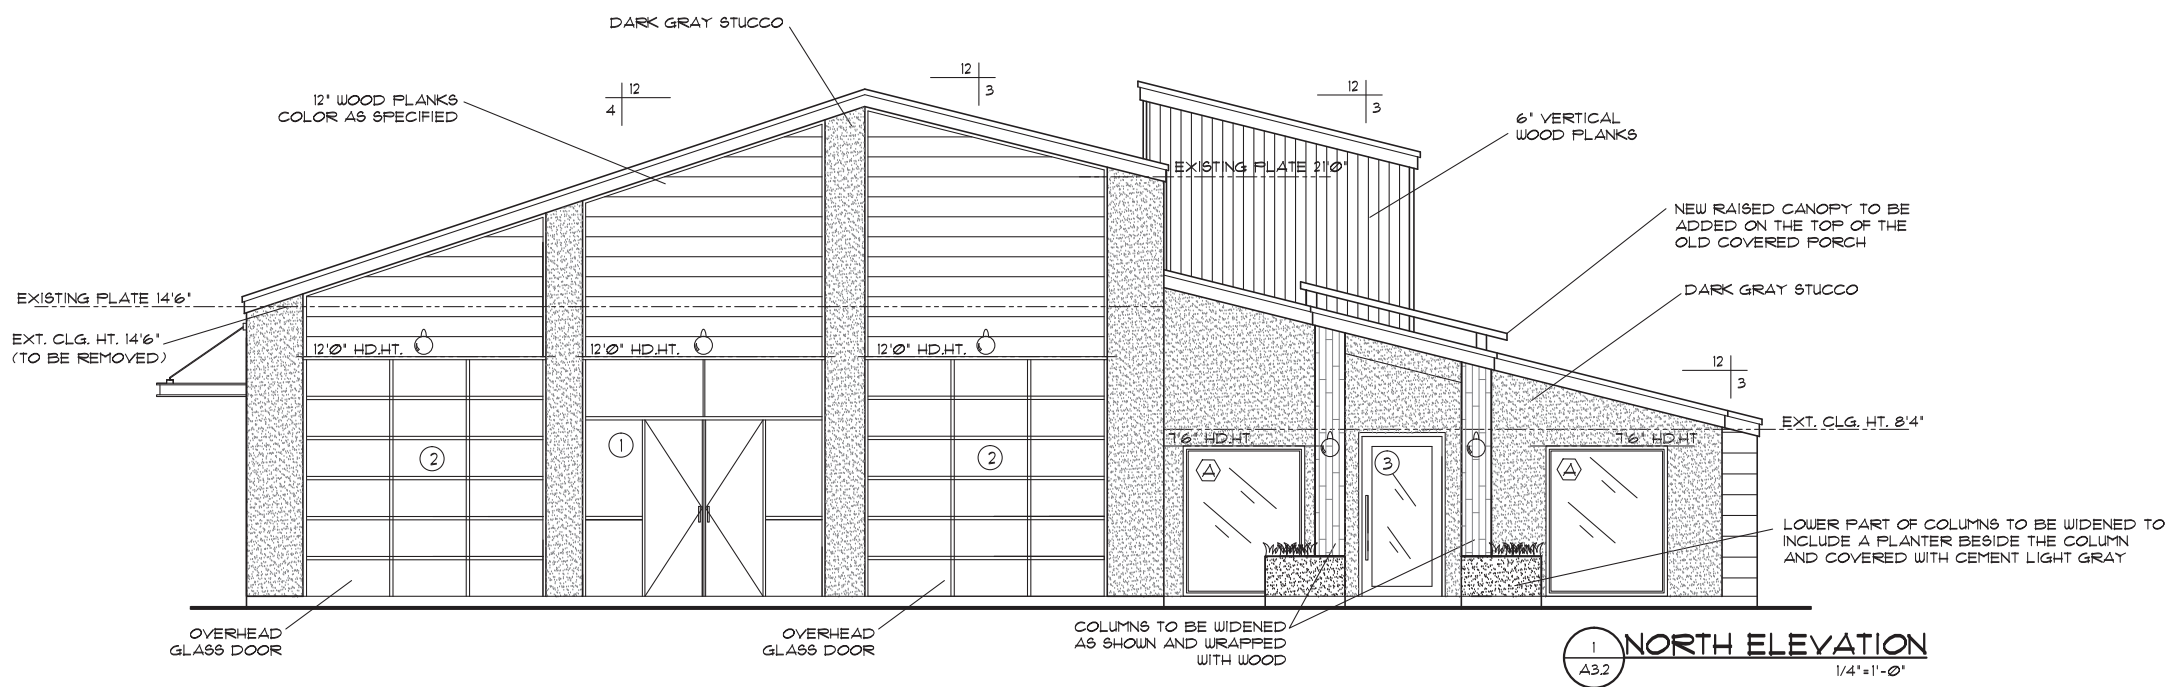 DARK GRAY STUCCO
12
3
12
4
12
3
12" WOOD PLANKS
COLOR AS SPECIFIED
6" VERTICAL
WOOD PLANKS
EXISTING PLATE 21'0"
NEW RAISED CANOPY TO BE
ADDED ON THE TOP OF THE
OLD COVERED PORCH
DARK GRAY STUCCO
EXISTING PLATE 14'6"
EXT. CLG. HT. 14'6"
(TO BE REMOVED)
12'0" HD.HT.
12'0" HD.HT.
12'0" HD.HT.
12
3
EXT. CLG. HT. 8'4"
7'6" HD.HT.
7'6" HD.HT
2
1
2
A
3
A
LOWER PART OF COLUMNS TO BE WIDENED TO
INCLUDE A PLANTER BESIDE THE COLUMN
AND COVERED WITH CEMENT LIGHT GRAY
OVERHEAD
GLASS DOOR
OVERHEAD
GLASS DOOR
COLUMNS TO BE WIDENED
AS SHOWN AND WRAPPED
WITH WOOD
1
A3.2
NORTH ELEVATION
1/4"=1'-0"